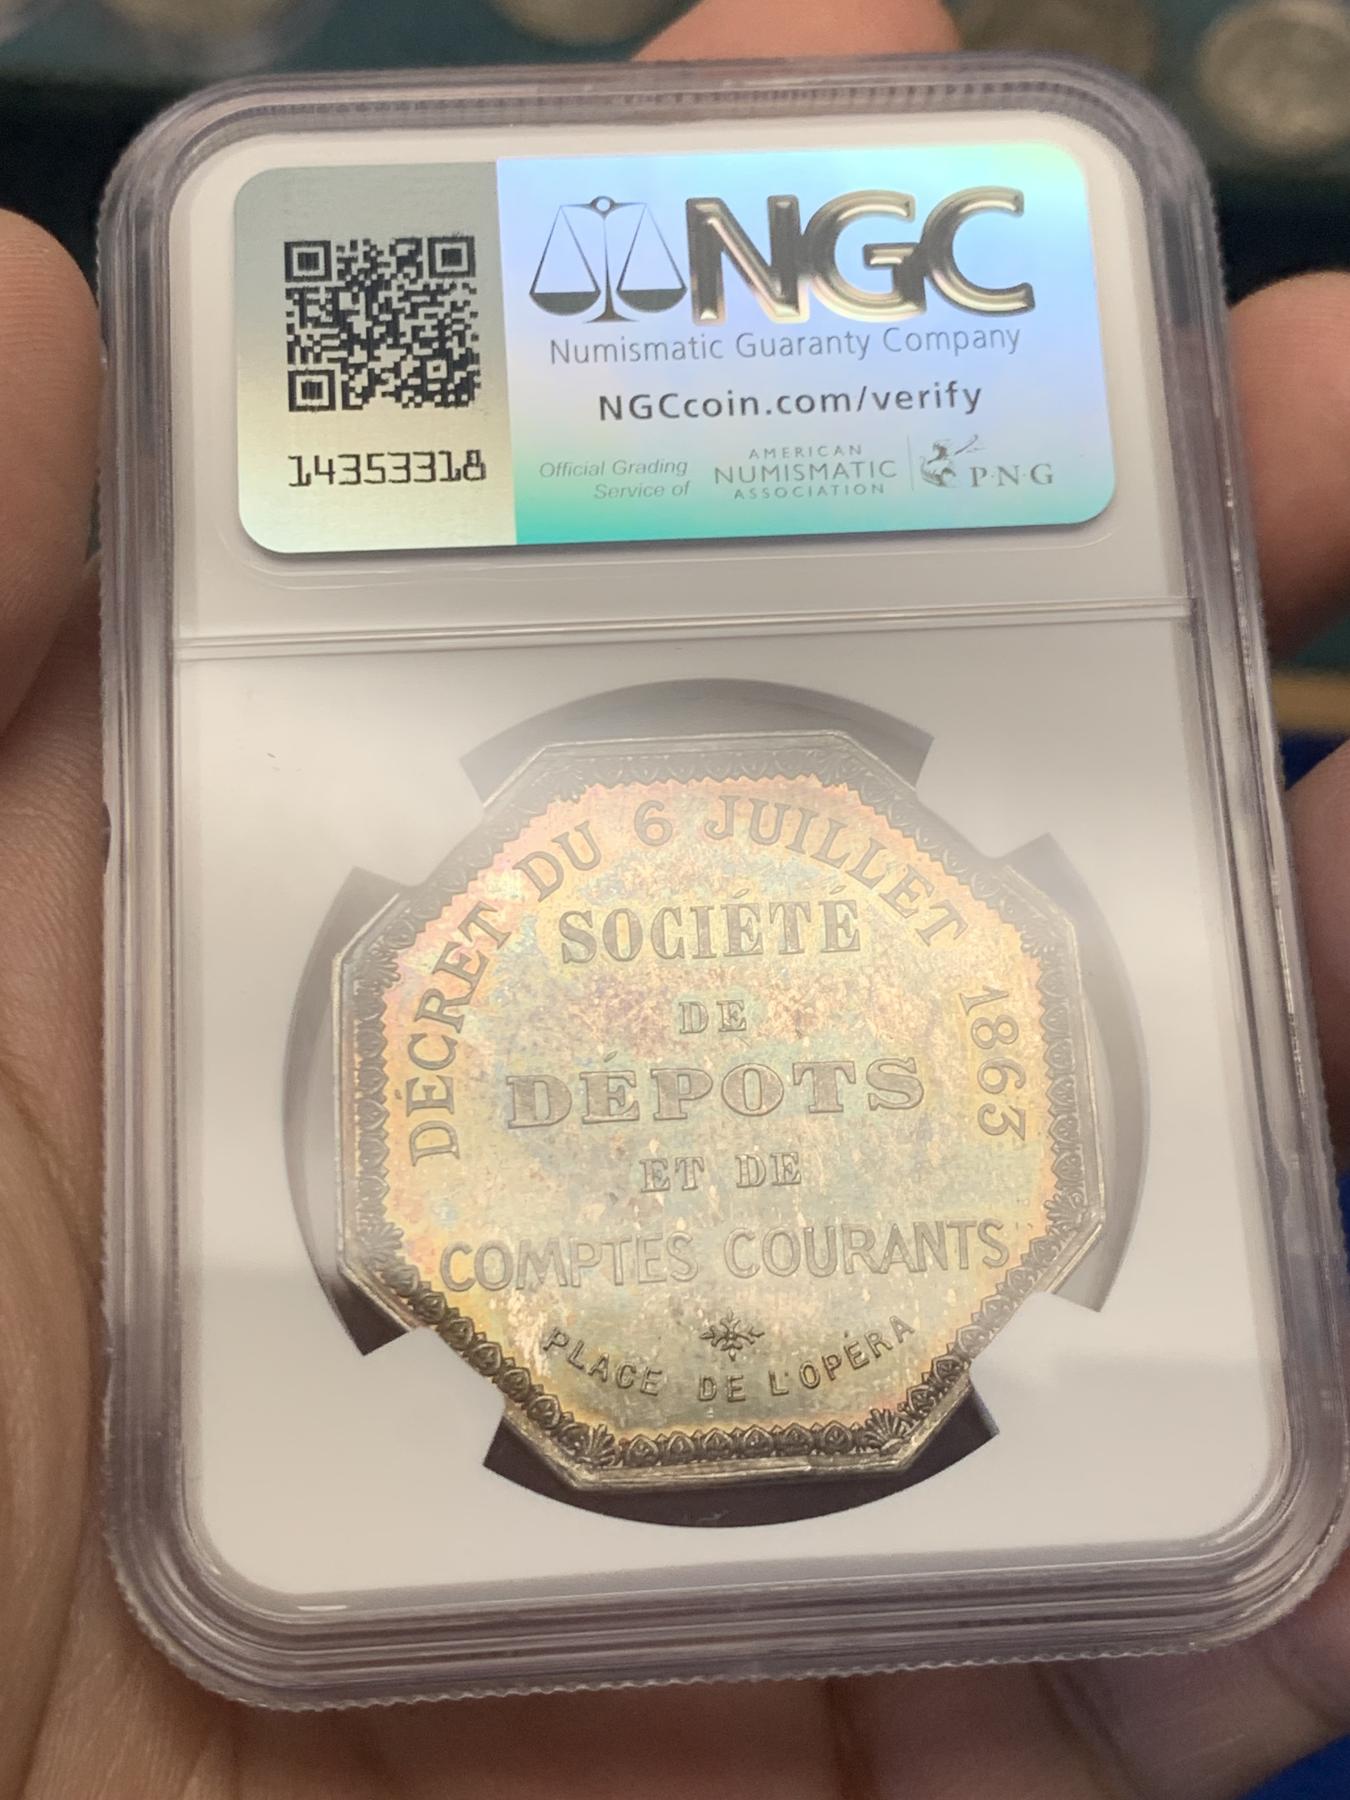 NGC
Numismatic Guaranty Company
NGCcoin.com/verify
14353318
Official Grading
Service of
AMERICAN
NUMISMATIC
ASSOCIATION
P·N·G
DÉCRET DU 6 JUILLET 1863
SOCIÉTÉ
DE
DÉPOTS
ET DE
COMPTES COURANTS
PLACE DE L'OPÉRA